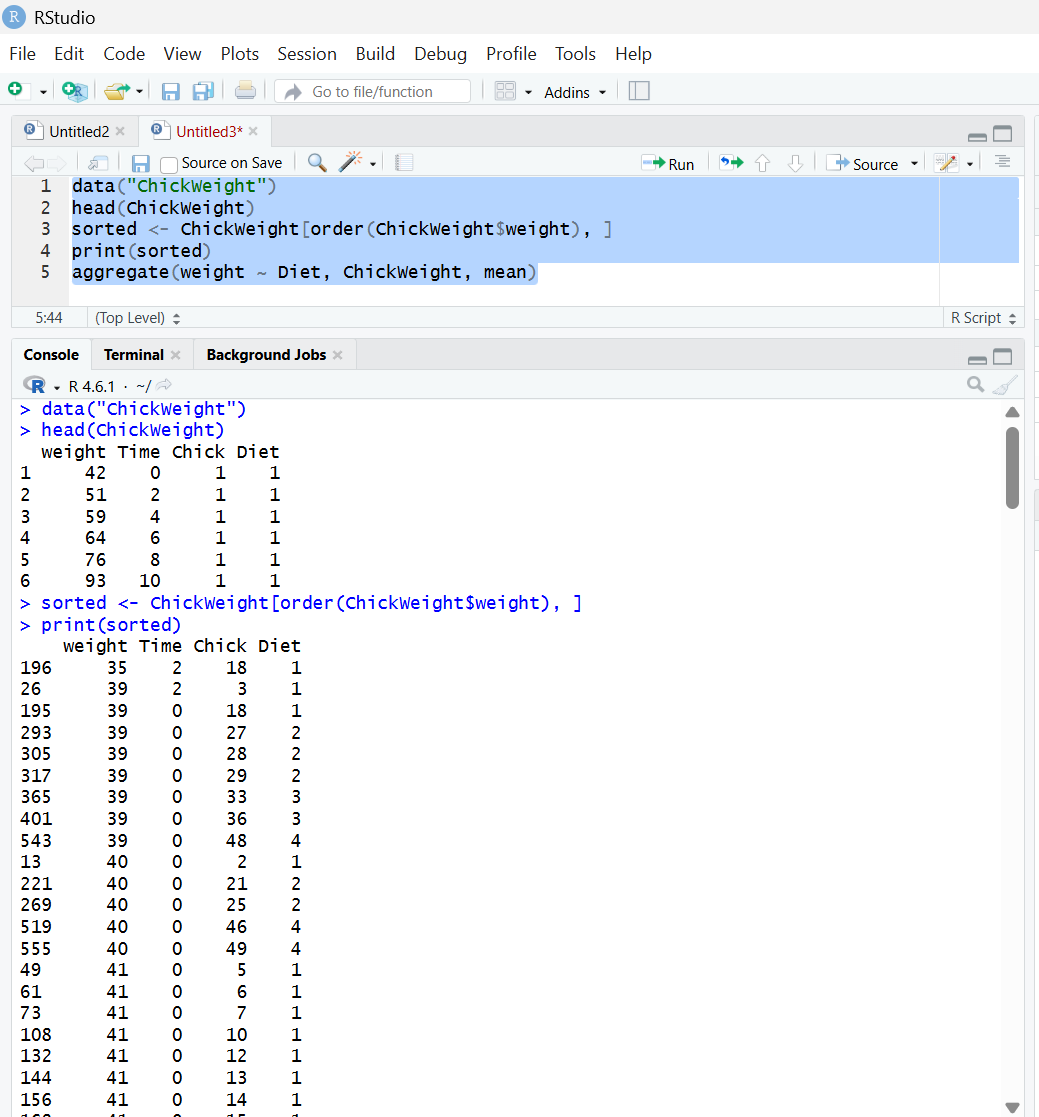 R RStudio
File Edit Code View Plots Session Build Debug Profile Tools Help
Go to file/function Addins
Untitled2 Untitled3*
Source on Save Run Source
1 data("ChickWeight")
2 head(ChickWeight)
3 sorted <- ChickWeight[order(ChickWeight$weight), ]
4 print(sorted)
5 aggregate(weight ~ Diet, ChickWeight, mean)
5:44 (Top Level) R Script
Console Terminal Background Jobs
R R 4.6.1 · ~/
> data("ChickWeight")
> head(ChickWeight)
weight Time Chick Diet
1 42 0 1 1
2 51 2 1 1
3 59 4 1 1
4 64 6 1 1
5 76 8 1 1
6 93 10 1 1
> sorted <- ChickWeight[order(ChickWeight$weight), ]
> print(sorted)
weight Time Chick Diet
196 35 2 18 1
26 39 2 3 1
195 39 0 18 1
293 39 0 27 2
305 39 0 28 2
317 39 0 29 2
365 39 0 33 3
401 39 0 36 3
543 39 0 48 4
13 40 0 2 1
221 40 0 21 2
269 40 0 25 2
519 40 0 46 4
555 40 0 49 4
49 41 0 5 1
61 41 0 6 1
73 41 0 7 1
108 41 0 10 1
132 41 0 12 1
144 41 0 13 1
156 41 0 14 1